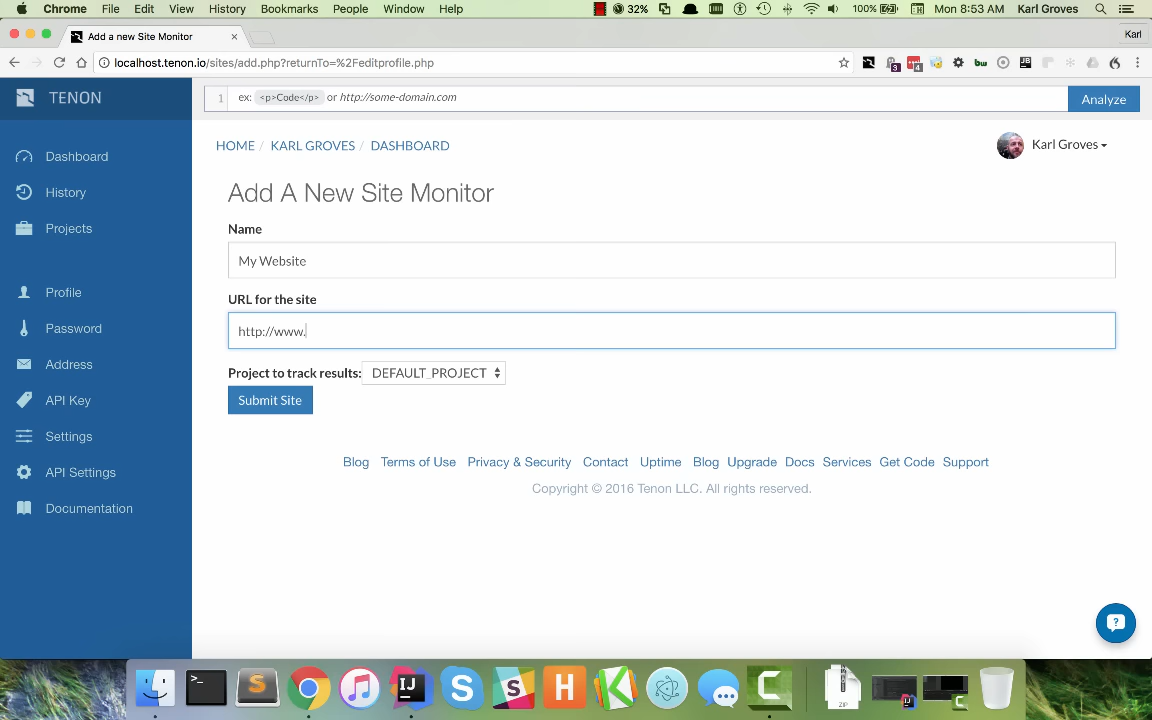 Chrome File Edit View History Bookmarks People Window Help 32% 100% Mon 8:53 AM Karl Groves
Add a new Site Monitor × Karl
localhost.tenon.io/sites/add.php?returnTo=%2Feditprofile.php
TENON
1 ex: <p>Code</p> or http://some-domain.com Analyze
HOME / KARL GROVES / DASHBOARD
Karl Groves
Dashboard
History
Projects
Profile
Password
Address
API Key
Settings
API Settings
Documentation
Add A New Site Monitor
Name
My Website
URL for the site
http://www.
Project to track results: DEFAULT_PROJECT
Submit Site
Blog Terms of Use Privacy & Security Contact Uptime Blog Upgrade Docs Services Get Code Support
Copyright © 2016 Tenon LLC. All rights reserved.